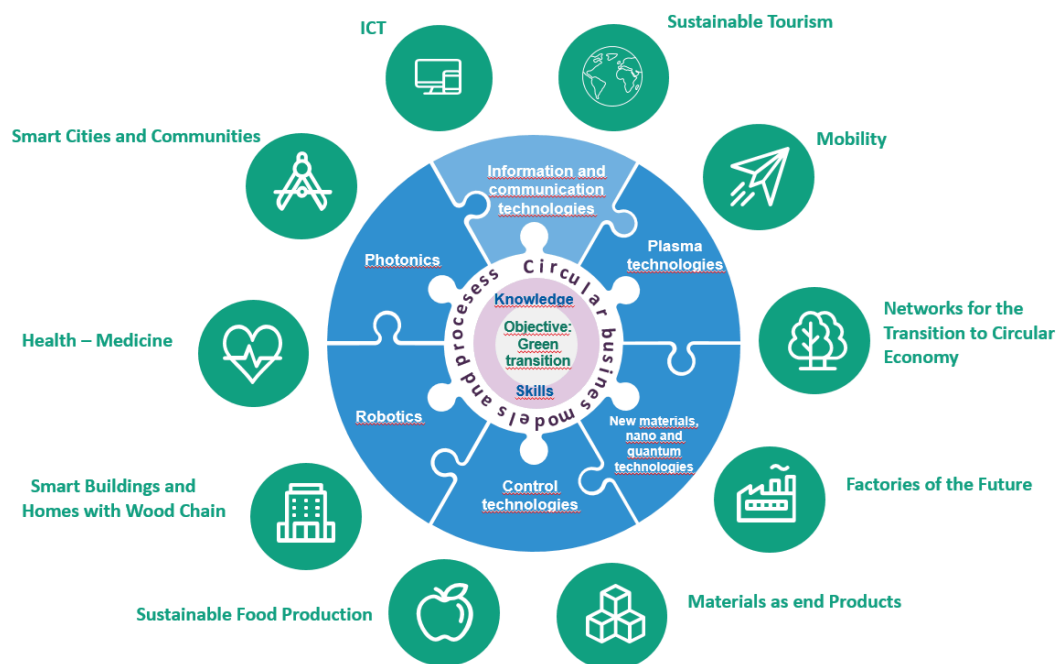 ICT
Sustainable Tourism
Smart Cities and Communities
Mobility
Information and
communication
technologies
Photonics
Plasma
technologies
Circular busines models and procesess
Knowledge
Objective:
Green
transition
Skills
Health – Medicine
Networks for the
Transition to Circular
Economy
Robotics
New materials,
nano and
quantum
technologies
Control
technologies
Smart Buildings and
Homes with Wood Chain
Factories of the Future
Sustainable Food Production
Materials as end Products